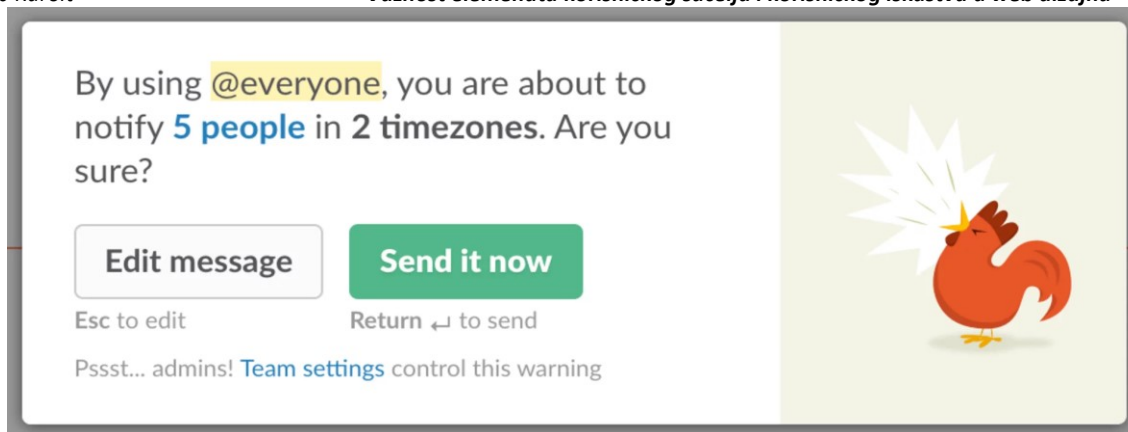 By using @everyone, you are about to
notify 5 people in 2 timezones. Are you
sure?
Edit message Send it now
Esc to edit Return ↵ to send
Pssst... admins! Team settings control this warning